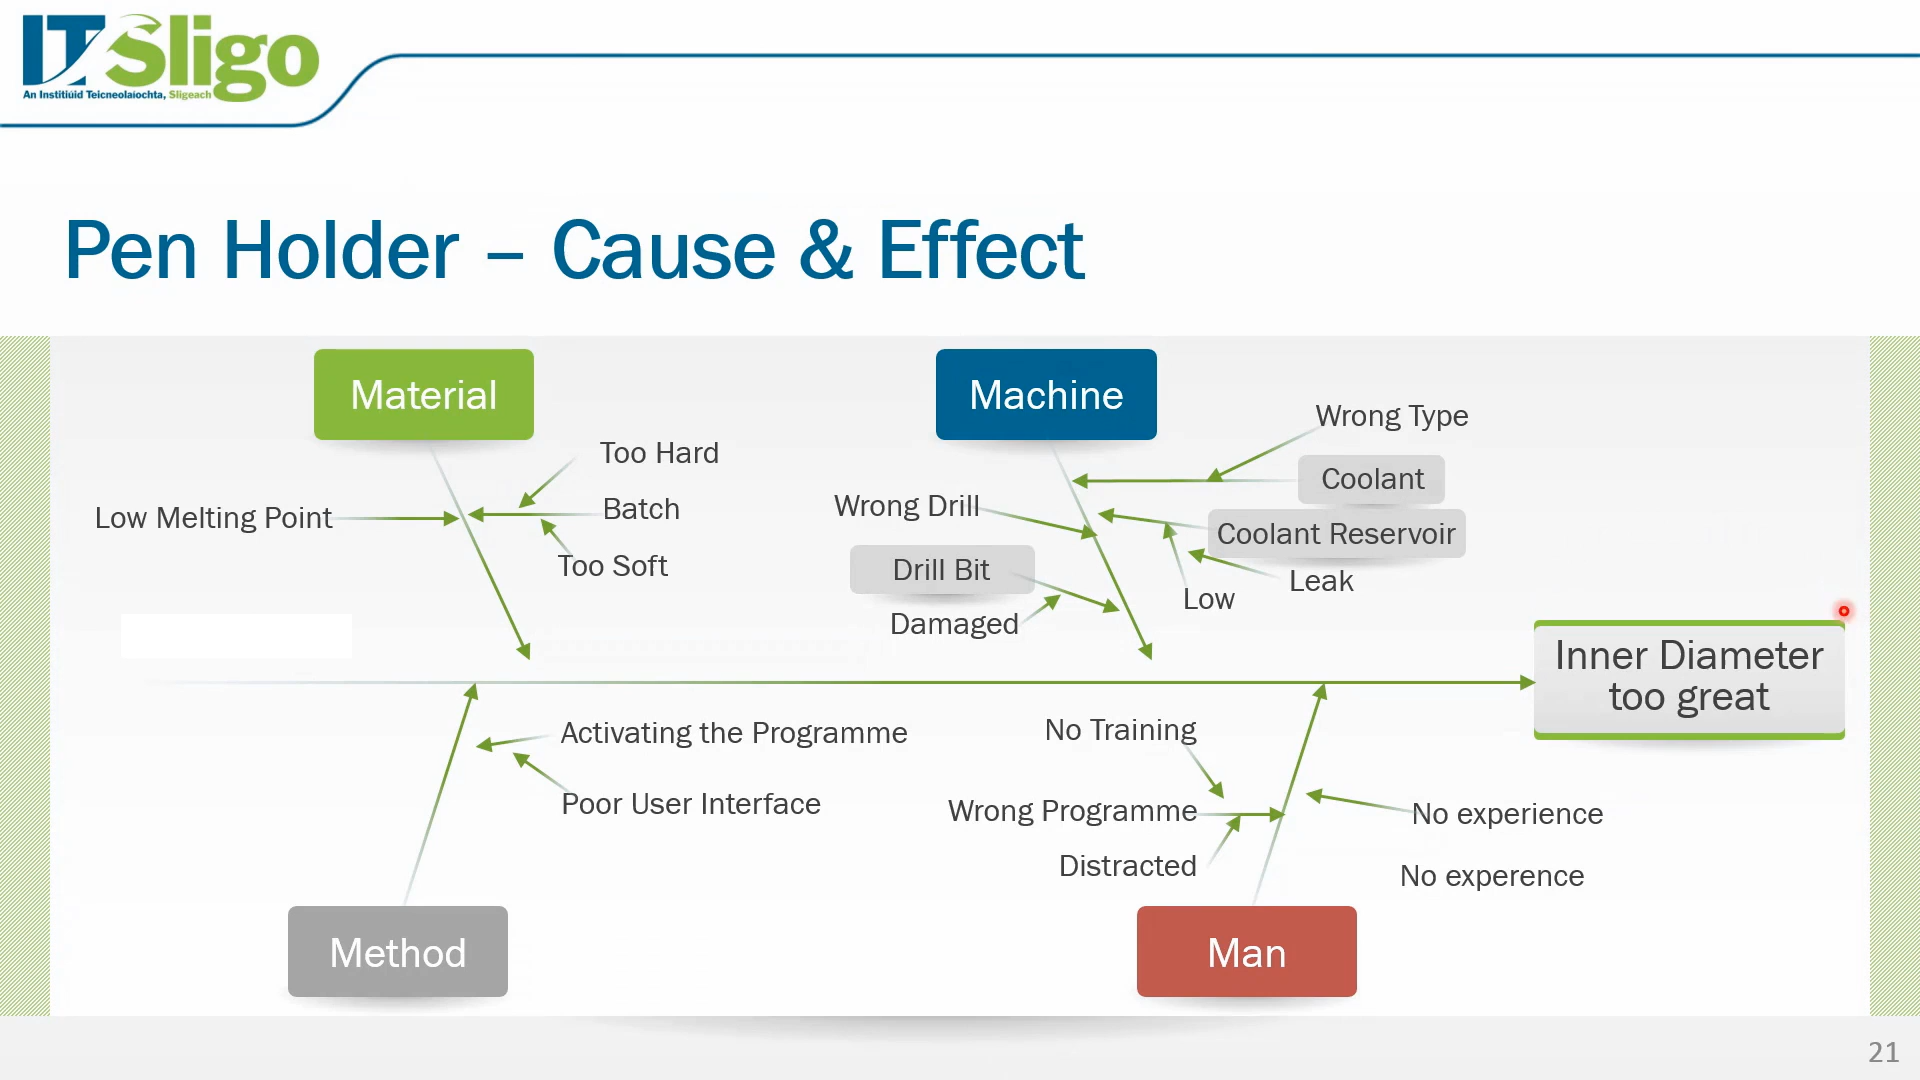 ITSligo
An Institiúid Teicneolaíochta, Sligeach
Pen Holder – Cause & Effect
Material
Machine
Wrong Type
Too Hard
Coolant
Low Melting Point
Batch
Wrong Drill
Coolant Reservoir
Too Soft
Drill Bit
Leak
Low
Damaged
Inner Diameter
too great
Activating the Programme
No Training
Poor User Interface
Wrong Programme
No experience
Distracted
No experence
Method
Man
21